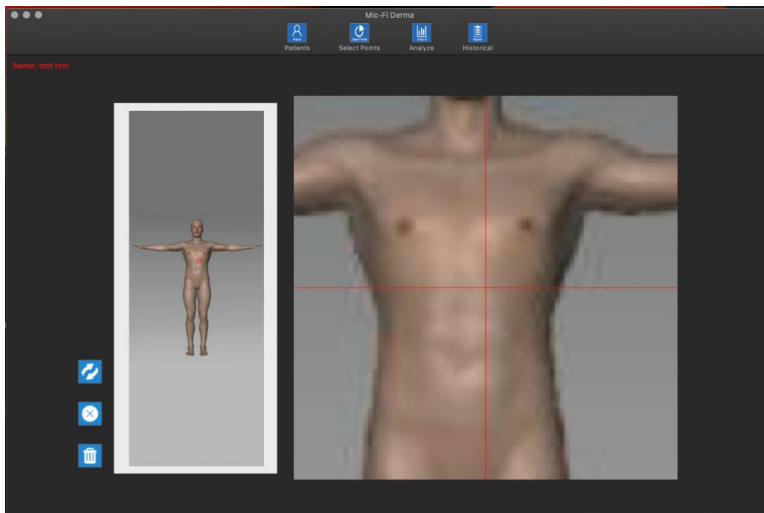 Mic-Fi Derma
Patients
Select Points
Analyze
Historical
Name: test test